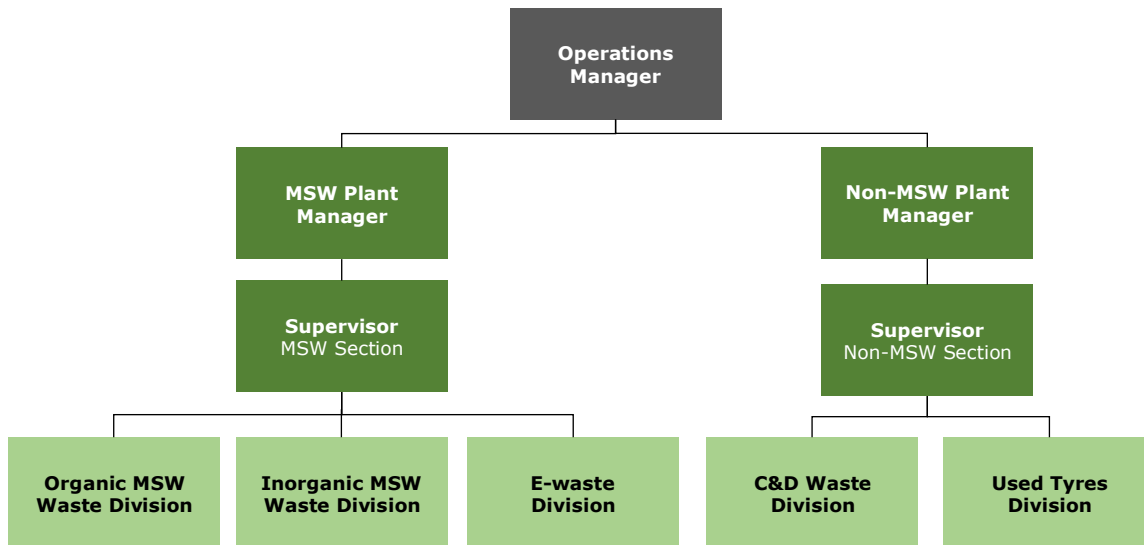 Operations
Manager
MSW Plant
Manager
Non-MSW Plant
Manager
Supervisor
MSW Section
Supervisor
Non-MSW Section
Organic MSW
Waste Division
Inorganic MSW
Waste Division
E-waste
Division
C&D Waste
Division
Used Tyres
Division